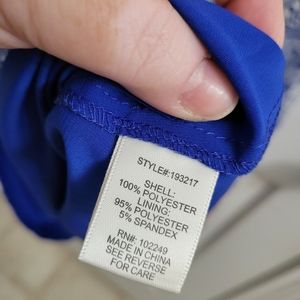 STYLE#:193217
SHELL:
100% POLYESTER
LINING:
95% POLYESTER
5% SPANDEX
RN#: 102249
MADE IN CHINA
SEE REVERSE
FOR CARE